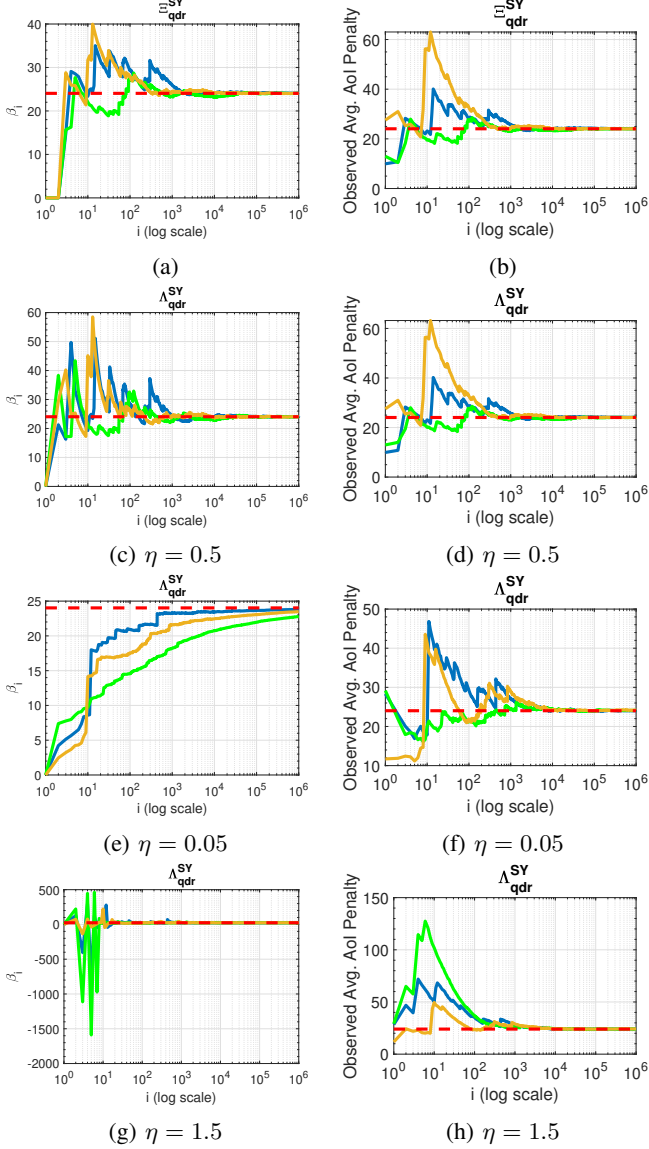 Ξ^SY_qdr
Ξ^SY_qdr
40
30
20
10
0
β_i
10^0 10^1 10^2 10^3 10^4 10^5 10^6
i (log scale)
60
40
20
0
Observed Avg. AoI Penalty
10^0 10^1 10^2 10^3 10^4 10^5 10^6
i (log scale)
(a)
(b)
Λ^SY_qdr
Λ^SY_qdr
60
50
40
30
20
10
0
β_i
10^0 10^1 10^2 10^3 10^4 10^5 10^6
i (log scale)
60
40
20
0
Observed Avg. AoI Penalty
10^0 10^1 10^2 10^3 10^4 10^5 10^6
i (log scale)
(c) η = 0.5
(d) η = 0.5
Λ^SY_qdr
Λ^SY_qdr
25
20
15
10
5
0
β_i
10^0 10^1 10^2 10^3 10^4 10^5 10^6
i (log scale)
50
40
30
20
10
Observed Avg. AoI Penalty
10^0 10^1 10^2 10^3 10^4 10^5 10^6
i (log scale)
(e) η = 0.05
(f) η = 0.05
Λ^SY_qdr
Λ^SY_qdr
500
0
-500
-1000
-1500
-2000
β_i
10^0 10^1 10^2 10^3 10^4 10^5 10^6
i (log scale)
150
100
50
0
Observed Avg. AoI Penalty
10^0 10^1 10^2 10^3 10^4 10^5 10^6
i (log scale)
(g) η = 1.5
(h) η = 1.5